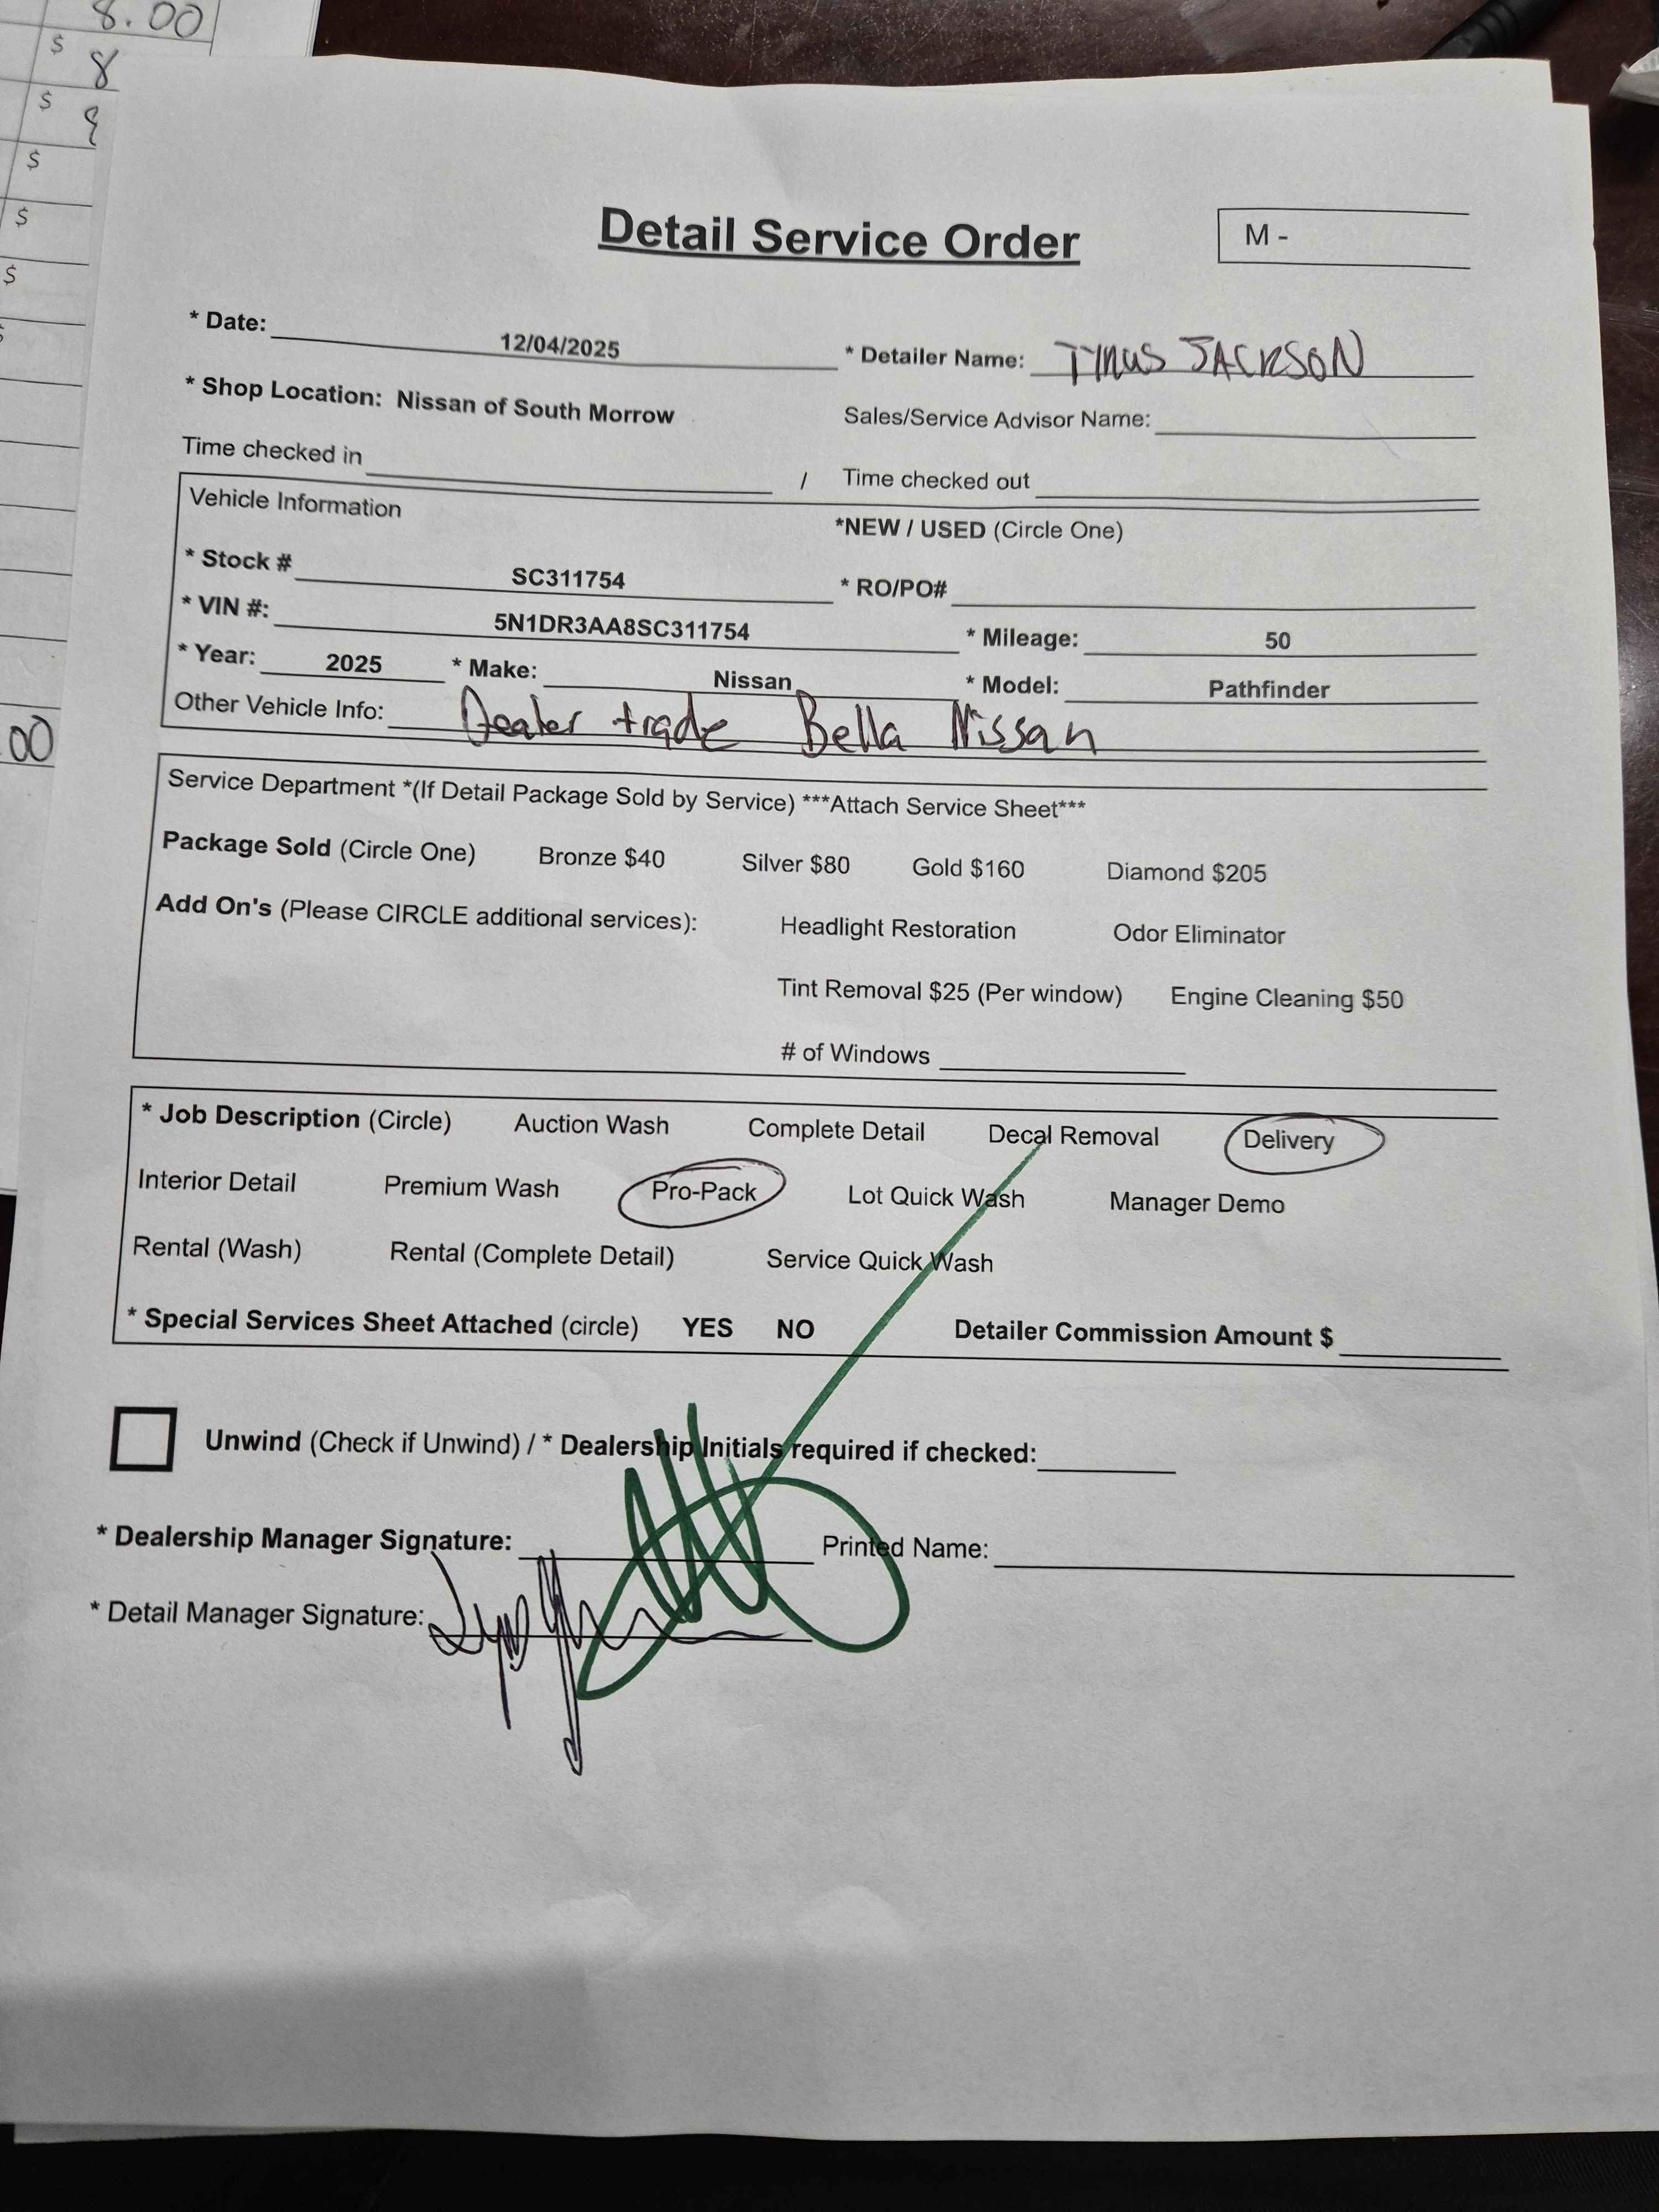 8.00
$ 8
$
$
$
$
00
Detail Service Order
M -
* Date: 12/04/2025
* Detailer Name: TYRUS JACKSON
* Shop Location: Nissan of South Morrow
Sales/Service Advisor Name:
Time checked in / Time checked out
Vehicle Information
*NEW / USED (Circle One)
* Stock # SC311754
* RO/PO#
* VIN #: 5N1DR3AA8SC311754
* Mileage: 50
* Year: 2025 * Make: Nissan * Model: Pathfinder
Other Vehicle Info: Dealer trade Bella Nissan
Service Department *(If Detail Package Sold by Service) ***Attach Service Sheet***
Package Sold (Circle One) Bronze $40 Silver $80 Gold $160 Diamond $205
Add On's (Please CIRCLE additional services): Headlight Restoration Odor Eliminator
Tint Removal $25 (Per window) Engine Cleaning $50
# of Windows
* Job Description (Circle) Auction Wash Complete Detail Decal Removal Delivery
Interior Detail Premium Wash Pro-Pack Lot Quick Wash Manager Demo
Rental (Wash) Rental (Complete Detail) Service Quick Wash
* Special Services Sheet Attached (circle) YES NO Detailer Commission Amount $
Unwind (Check if Unwind) / * Dealership Initials required if checked:
* Dealership Manager Signature: Printed Name:
* Detail Manager Signature: